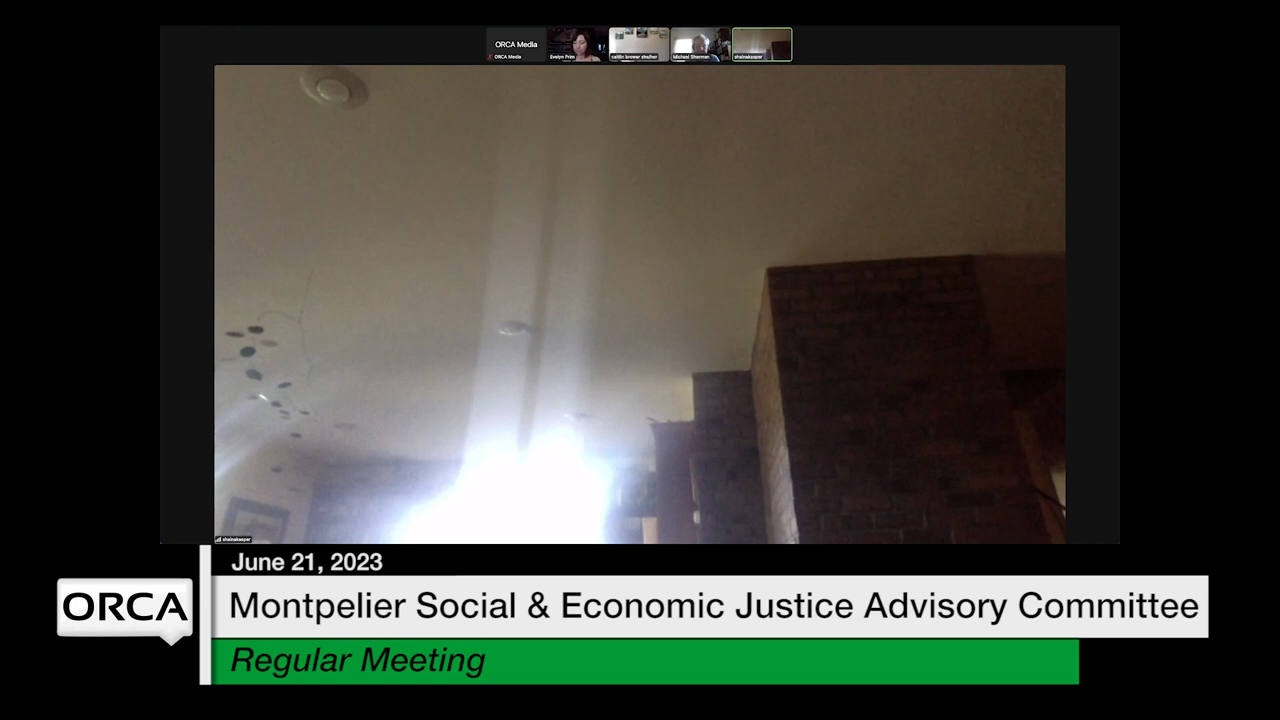 ORCA Media
ORCA Media
Evelyn Prim
caitlin brower she/her
Michael Sherman
shainakasper
shainakasper
June 21, 2023
ORCA
Montpelier Social & Economic Justice Advisory Committee
Regular Meeting